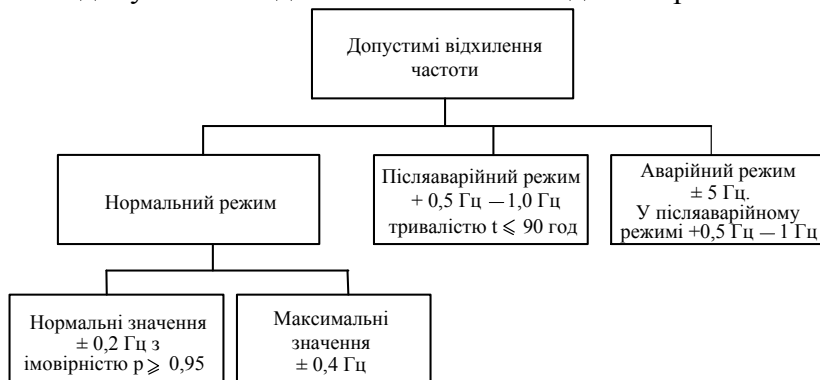 Допустимі відхилення
частоти
Нормальний режим
Післяаварійний режим
+ 0,5 Гц — 1,0 Гц
тривалістю t ⩽ 90 год
Аварійний режим
± 5 Гц.
У післяаварійному
режимі +0,5 Гц — 1 Гц
Нормальні значення
± 0,2 Гц з
імовірністю p ⩾ 0,95
Максимальні
значення
± 0,4 Гц